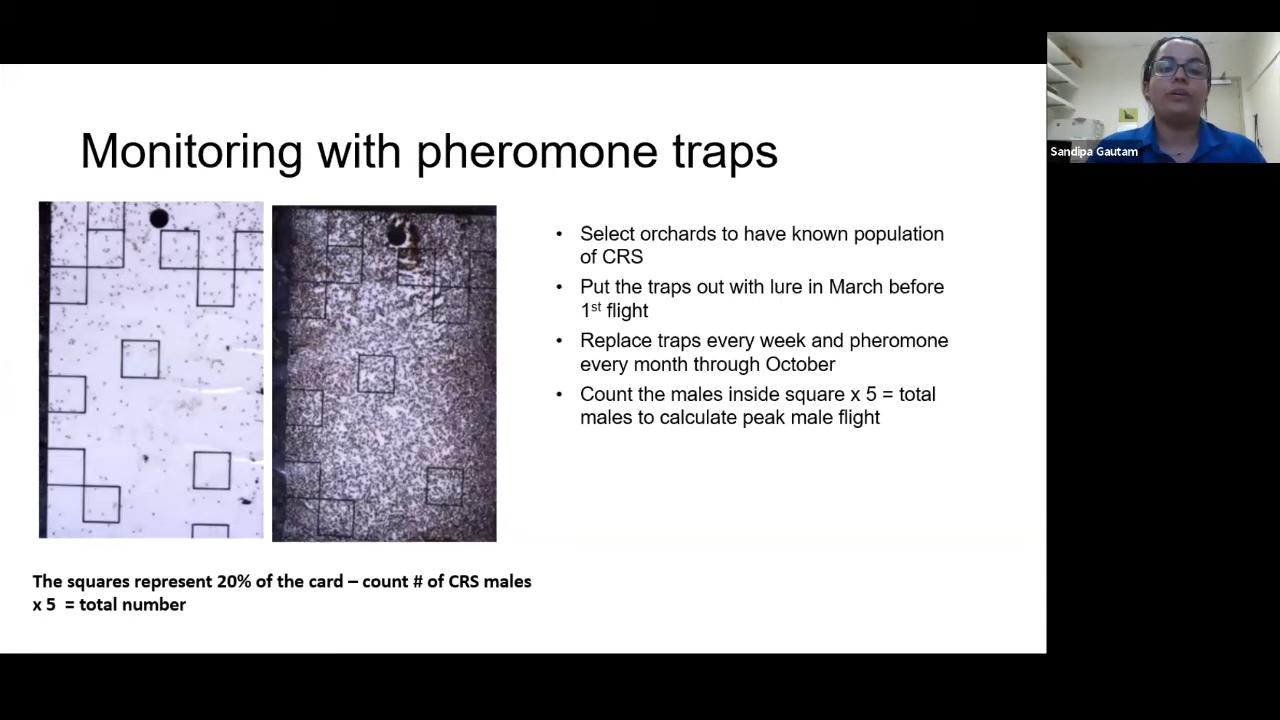 Monitoring with pheromone traps
• Select orchards to have known population
of CRS
• Put the traps out with lure in March before
1st flight
• Replace traps every week and pheromone
every month through October
• Count the males inside square x 5 = total
males to calculate peak male flight
The squares represent 20% of the card – count # of CRS males
x 5 = total number
Sandipa Gautam